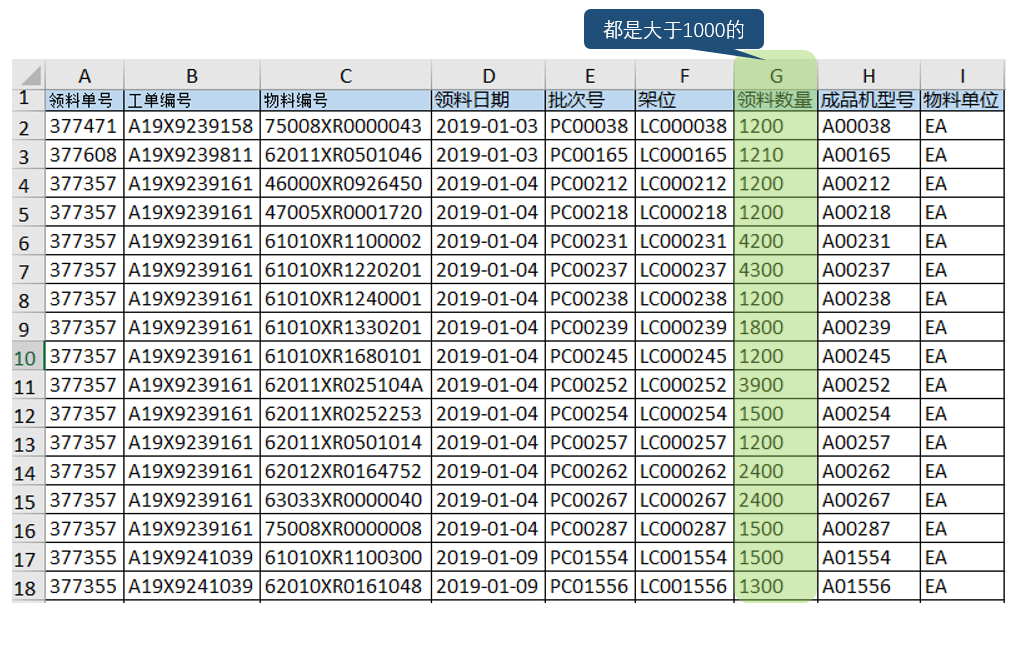 都是大于1000的
A B C D E F G H I
1 领料单号 工单编号 物料编号 领料日期 批次号 架位 领料数量 成品机型号 物料单位
2 377471 A19X9239158 75008XR0000043 2019-01-03 PC00038 LC000038 1200 A00038 EA
3 377608 A19X9239811 62011XR0501046 2019-01-03 PC00165 LC000165 1210 A00165 EA
4 377357 A19X9239161 46000XR0926450 2019-01-04 PC00212 LC000212 1200 A00212 EA
5 377357 A19X9239161 47005XR0001720 2019-01-04 PC00218 LC000218 1200 A00218 EA
6 377357 A19X9239161 61010XR1100002 2019-01-04 PC00231 LC000231 4200 A00231 EA
7 377357 A19X9239161 61010XR1220201 2019-01-04 PC00237 LC000237 4300 A00237 EA
8 377357 A19X9239161 61010XR1240001 2019-01-04 PC00238 LC000238 1200 A00238 EA
9 377357 A19X9239161 61010XR1330201 2019-01-04 PC00239 LC000239 1800 A00239 EA
10 377357 A19X9239161 61010XR1680101 2019-01-04 PC00245 LC000245 1200 A00245 EA
11 377357 A19X9239161 62011XR025104A 2019-01-04 PC00252 LC000252 3900 A00252 EA
12 377357 A19X9239161 62011XR0252253 2019-01-04 PC00254 LC000254 1500 A00254 EA
13 377357 A19X9239161 62011XR0501014 2019-01-04 PC00257 LC000257 1200 A00257 EA
14 377357 A19X9239161 62012XR0164752 2019-01-04 PC00262 LC000262 2400 A00262 EA
15 377357 A19X9239161 63033XR0000040 2019-01-04 PC00267 LC000267 2400 A00267 EA
16 377357 A19X9239161 75008XR0000008 2019-01-04 PC00287 LC000287 1500 A00287 EA
17 377355 A19X9241039 61010XR1100300 2019-01-09 PC01554 LC001554 1500 A01554 EA
18 377355 A19X9241039 62010XR0161048 2019-01-09 PC01556 LC001556 1300 A01556 EA